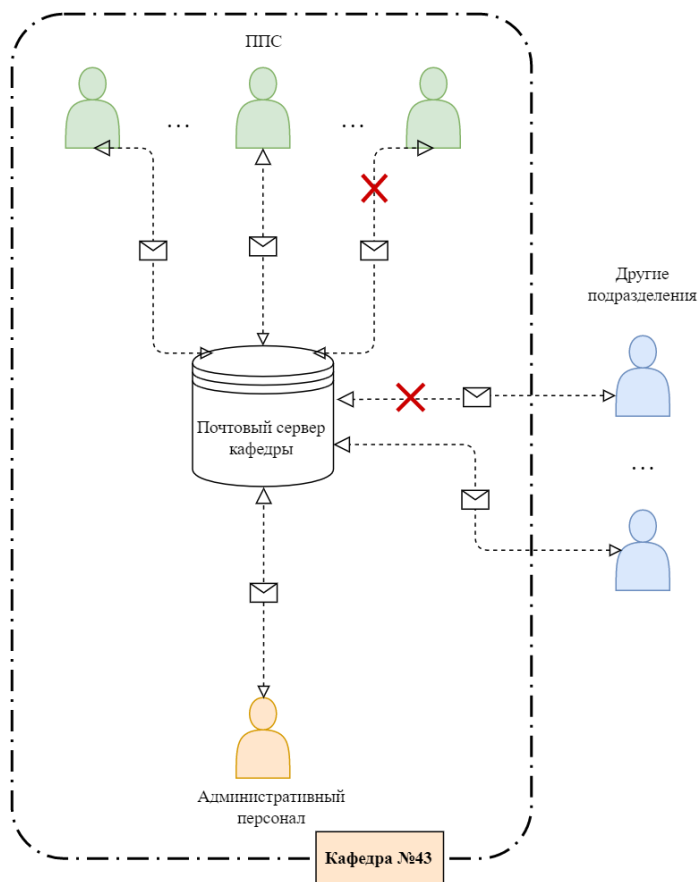 ППС
...
...
Другие
подразделения
Почтовый сервер
кафедры
...
Административный
персонал
Кафедра №43